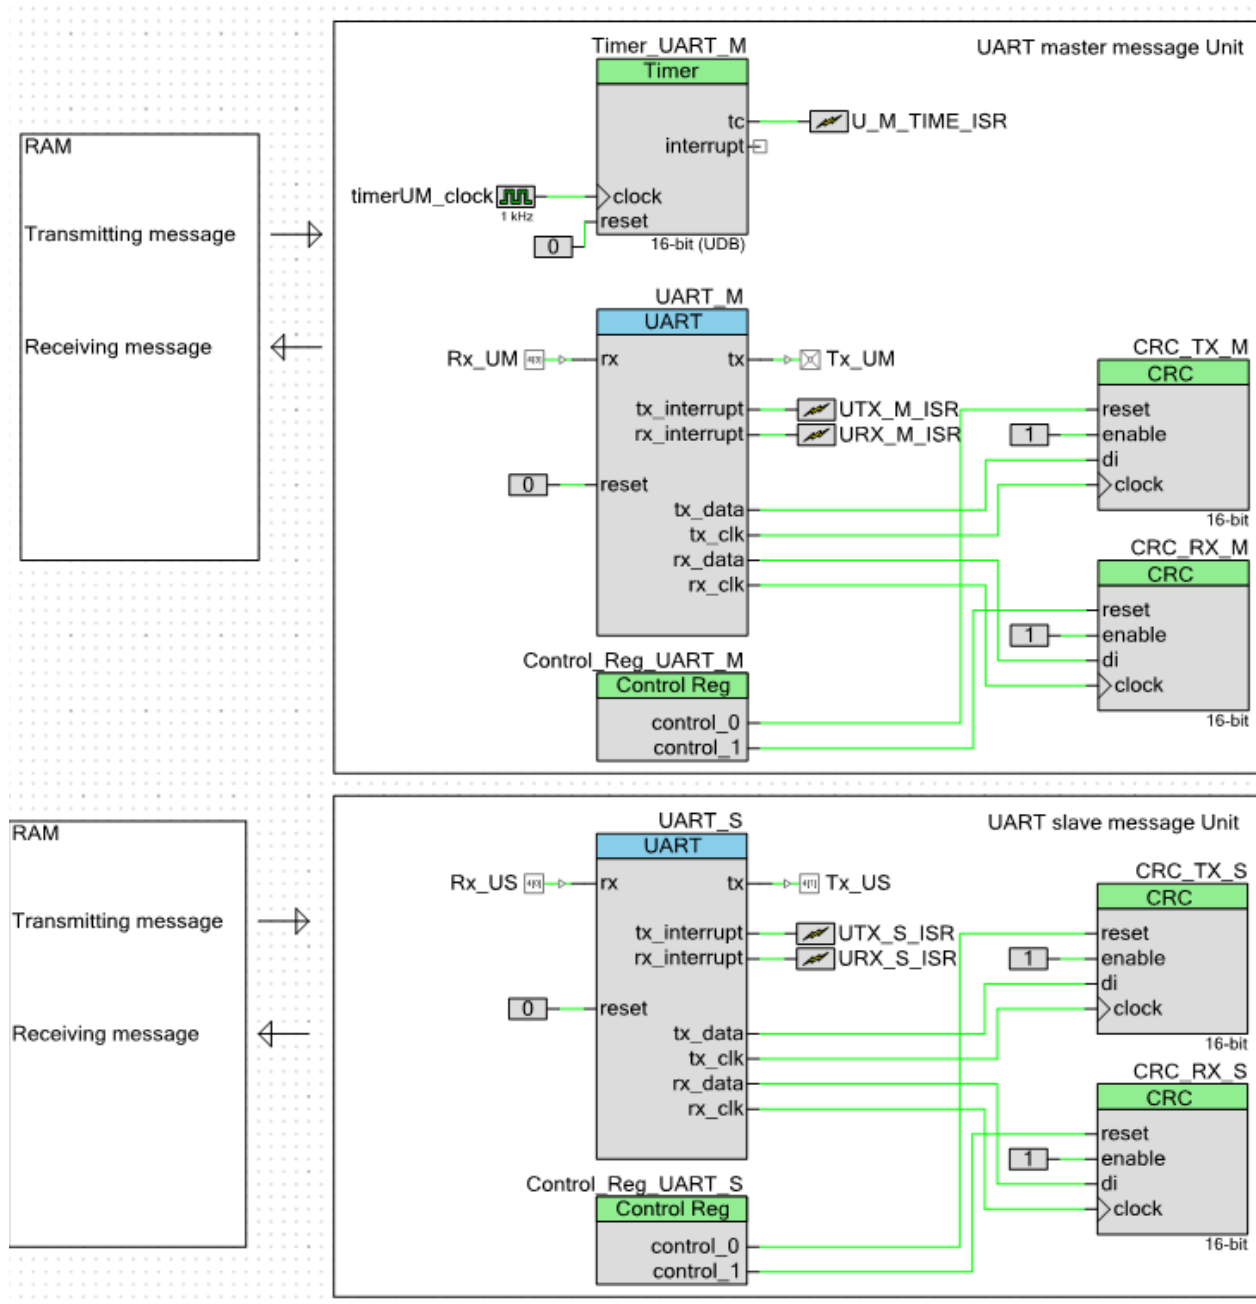 UART master message Unit
Timer_UART_M
Timer
tc
U_M_TIME_ISR
interrupt
timerUM_clock
1 kHz
clock
reset
0
16-bit (UDB)
RAM
Transmitting message
Receiving message
UART_M
UART
Rx_UM
rx
tx
Tx_UM
tx_interrupt
UTX_M_ISR
rx_interrupt
URX_M_ISR
0
reset
tx_data
tx_clk
rx_data
rx_clk
CRC_TX_M
CRC
reset
1
enable
di
clock
16-bit
CRC_RX_M
CRC
reset
1
enable
di
clock
16-bit
Control_Reg_UART_M
Control Reg
control_0
control_1
RAM
Transmitting message
Receiving message
UART slave message Unit
UART_S
UART
Rx_US
rx
tx
Tx_US
tx_interrupt
UTX_S_ISR
rx_interrupt
URX_S_ISR
0
reset
tx_data
tx_clk
rx_data
rx_clk
CRC_TX_S
CRC
reset
1
enable
di
clock
16-bit
CRC_RX_S
CRC
reset
1
enable
di
clock
16-bit
Control_Reg_UART_S
Control Reg
control_0
control_1